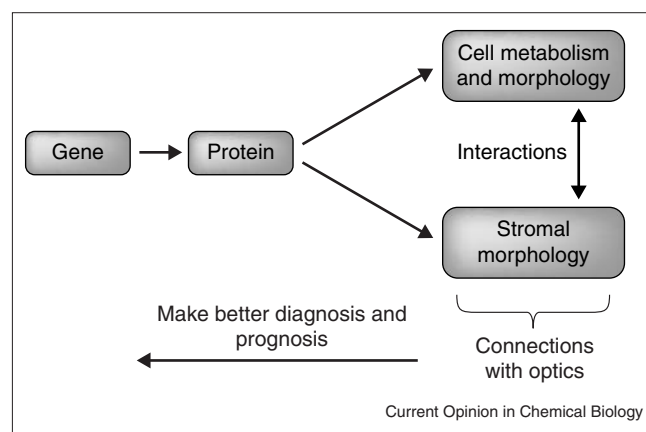 Cell metabolism
and morphology
Gene
Protein
Interactions
Stromal
morphology
Make better diagnosis and
prognosis
Connections
with optics
Current Opinion in Chemical Biology